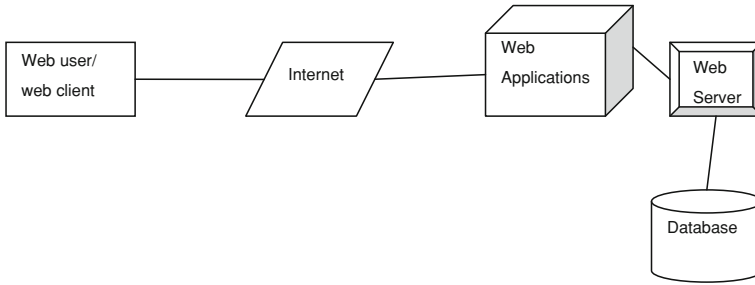 Web user/
web client
Internet
Web
Applications
Web
Server
Database